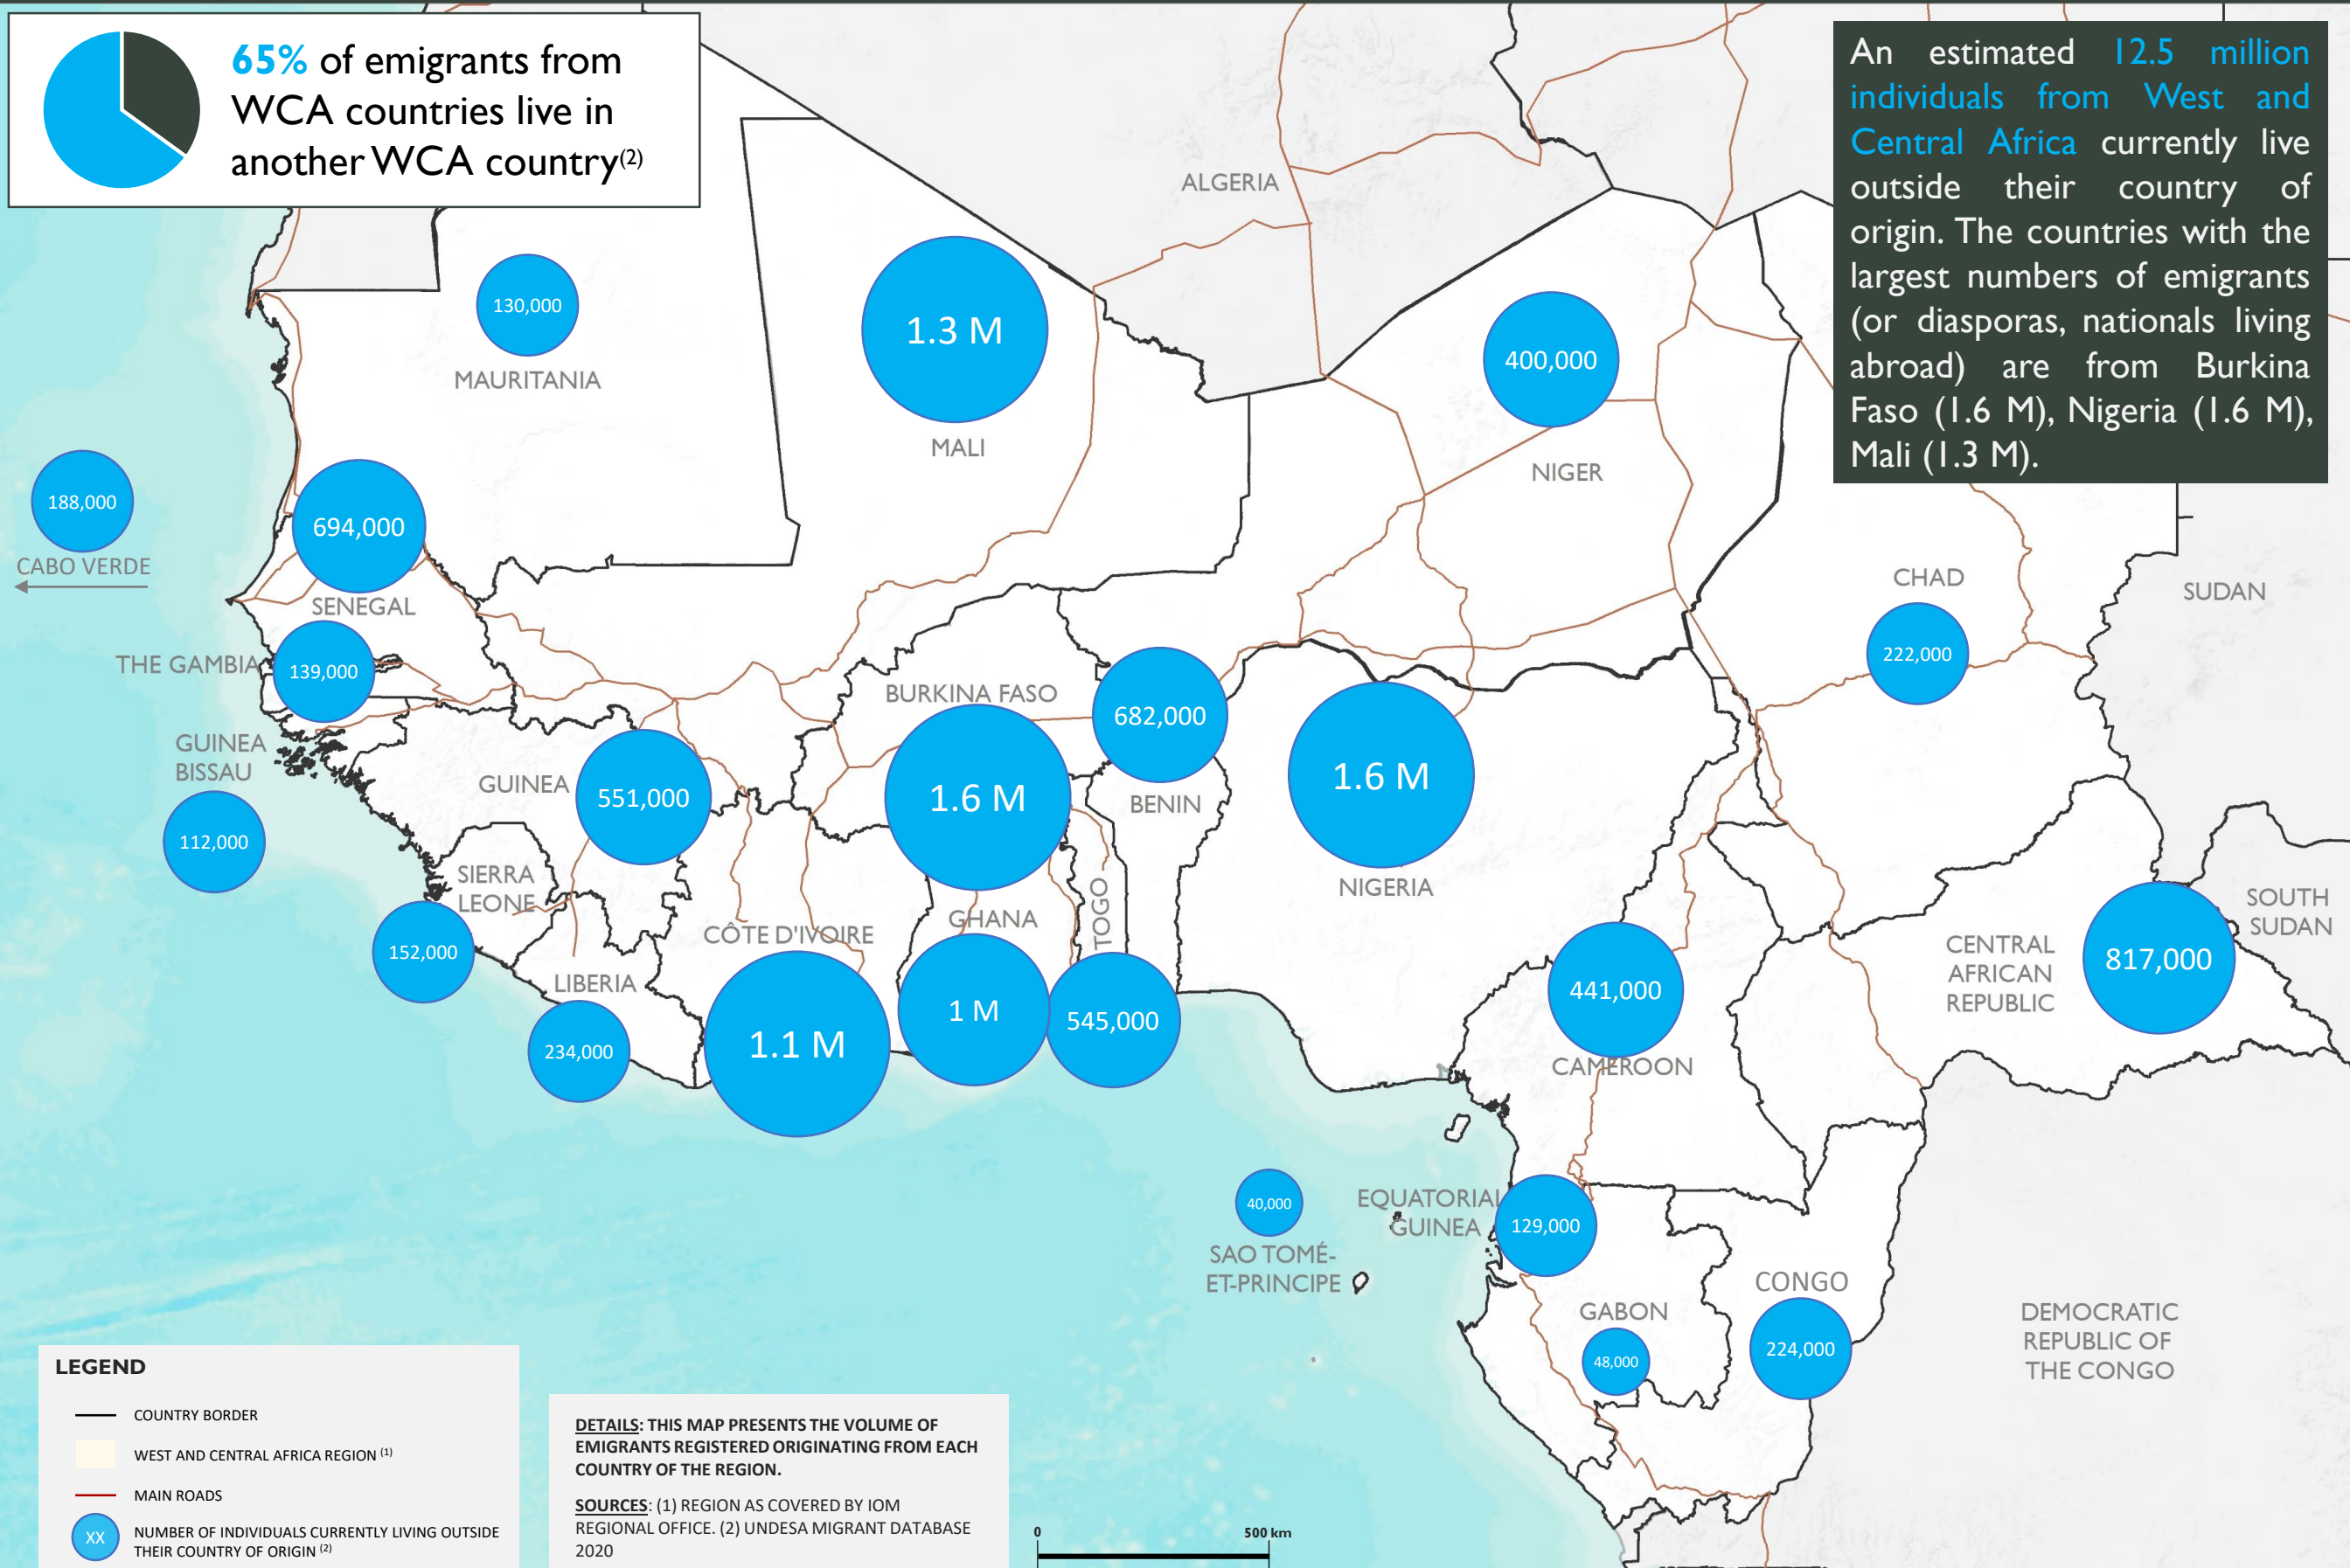 65% of emigrants from
WCA countries live in
another WCA country(2)
An estimated 12.5 million
individuals from West and
Central Africa currently live
outside their country of
origin. The countries with the
largest numbers of emigrants
(or diasporas, nationals living
abroad) are from Burkina
Faso (1.6 M), Nigeria (1.6 M),
Mali (1.3 M).
ALGERIA
130,000
MAURITANIA
1.3 M
MALI
400,000
NIGER
188,000
CABO VERDE
694,000
SENEGAL
139,000
THE GAMBIA
GUINEA
BISSAU
112,000
GUINEA
551,000
BURKINA FASO
1.6 M
682,000
BENIN
1.6 M
NIGERIA
CHAD
222,000
SUDAN
SOUTH
SUDAN
SIERRA
LEONE
152,000
LIBERIA
234,000
CÔTE D'IVOIRE
1.1 M
GHANA
1 M
TOGO
545,000
441,000
CAMEROON
CENTRAL
AFRICAN
REPUBLIC
817,000
40,000
SAO TOMÉ-
ET-PRINCIPE
EQUATORIAL
GUINEA
129,000
GABON
48,000
CONGO
224,000
DEMOCRATIC
REPUBLIC OF
THE CONGO
LEGEND
COUNTRY BORDER
WEST AND CENTRAL AFRICA REGION (1)
MAIN ROADS
XX
NUMBER OF INDIVIDUALS CURRENTLY LIVING OUTSIDE
THEIR COUNTRY OF ORIGIN (2)
DETAILS: THIS MAP PRESENTS THE VOLUME OF
EMIGRANTS REGISTERED ORIGINATING FROM EACH
COUNTRY OF THE REGION.
SOURCES: (1) REGION AS COVERED BY IOM
REGIONAL OFFICE. (2) UNDESA MIGRANT DATABASE
2020
0 500 km